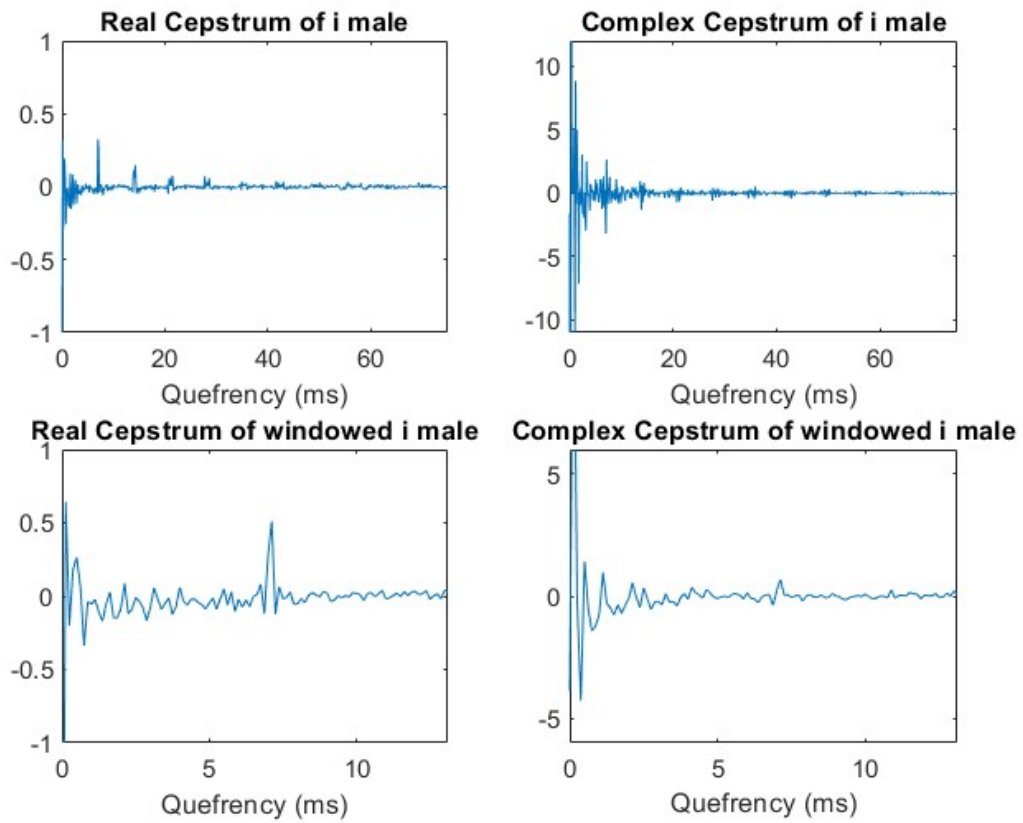 Real Cepstrum of i male
1
0.5
0
-0.5
-1
0 20 40 60
Quefrency (ms)
Complex Cepstrum of i male
10
5
0
-5
-10
0 20 40 60
Quefrency (ms)
Real Cepstrum of windowed i male
1
0.5
0
-0.5
-1
0 5 10
Quefrency (ms)
Complex Cepstrum of windowed i male
5
0
-5
0 5 10
Quefrency (ms)